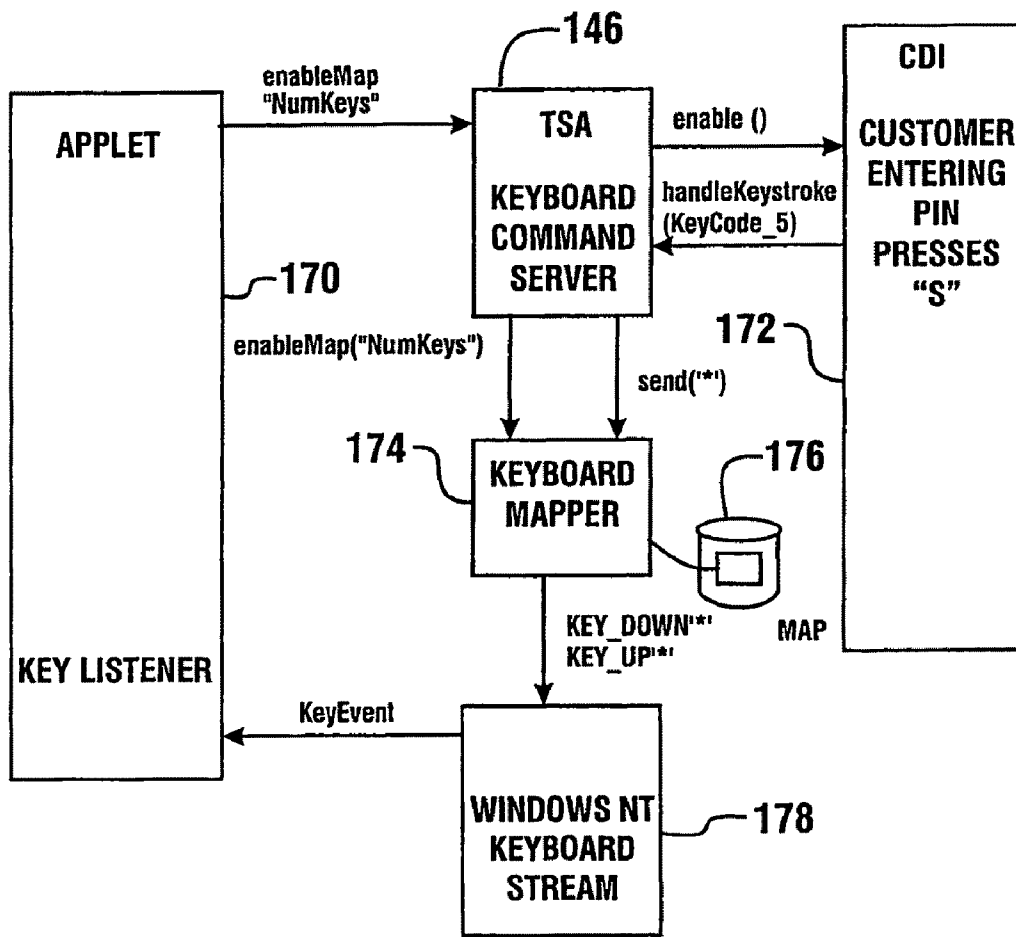 146
enableMap
"NumKeys"
APPLET
TSA
KEYBOARD
COMMAND
SERVER
enable ()
handleKeystroke
(KeyCode_5)
CDI
CUSTOMER
ENTERING
PIN
PRESSES
“S”
170
172
enableMap("NumKeys")
send('*')
174
KEYBOARD
MAPPER
176
MAP
KEY_DOWN'*'
KEY_UP'*'
KEY LISTENER
KeyEvent
WINDOWS NT
KEYBOARD
STREAM
178